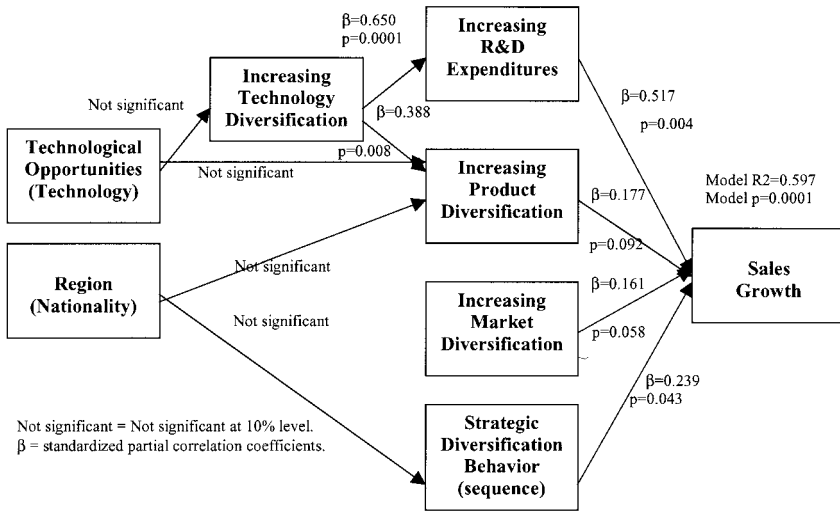 β=0.650
p=0.0001
Increasing
R&D
Expenditures
Increasing
Technology
Diversification
Not significant
β=0.388
β=0.517
p=0.004
Technological
Opportunities
(Technology)
p=0.008
Not significant
Increasing
Product
Diversification
β=0.177
p=0.092
Model R2=0.597
Model p=0.0001
Region
(Nationality)
Not significant
Not significant
Increasing
Market
Diversification
β=0.161
p=0.058
Sales
Growth
β=0.239
p=0.043
Not significant = Not significant at 10% level.
β = standardized partial correlation coefficients.
Strategic
Diversification
Behavior
(sequence)